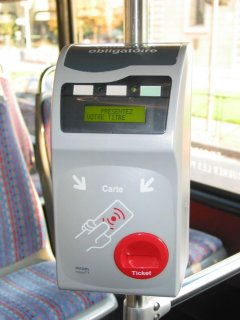 obligatoire
PRESENTEZ
VOTRE TITRE
Carte
Ticket